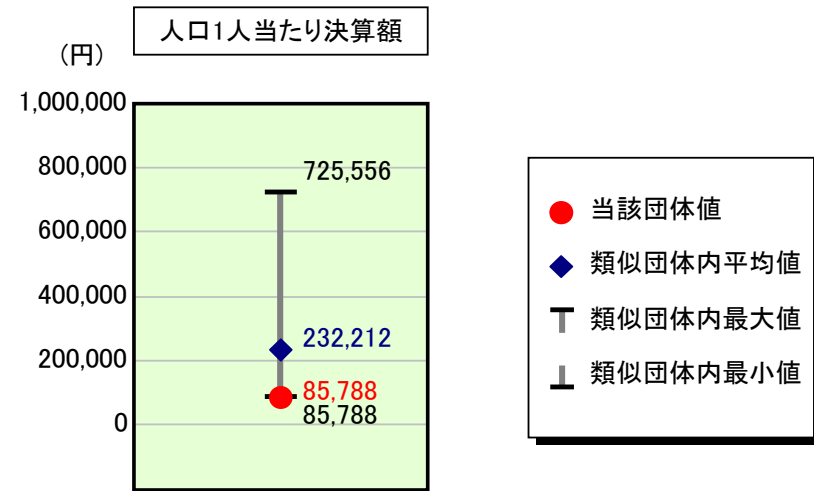 人口1人当たり決算額
（円）
1,000,000
800,000
600,000
400,000
200,000
0
725,556
232,212
85,788
85,788
当該団体値
類似団体内平均値
類似団体内最大値
類似団体内最小値